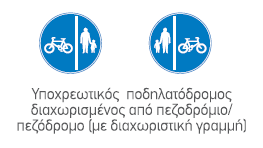 Υποχρεωτικός ποδηλατόδρομος
διαχωρισμένος από πεζοδρόμιο/
πεζόδρομο (με διαχωριστική γραμμή)